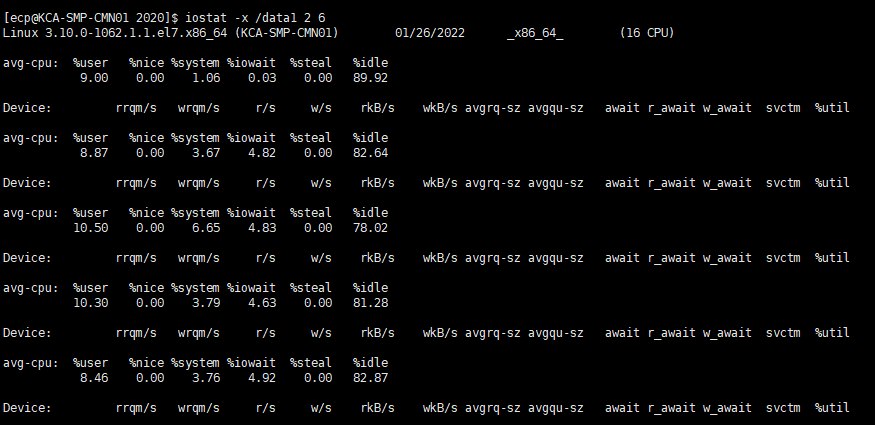 [ecp@KCA-SMP-CMN01 2020]$ iostat -x /data1 2 6
Linux 3.10.0-1062.1.1.el7.x86_64 (KCA-SMP-CMN01) 01/26/2022 _x86_64_ (16 CPU)
avg-cpu: %user %nice %system %iowait %steal %idle
9.00 0.00 1.06 0.03 0.00 89.92
Device: rrqm/s wrqm/s r/s w/s rkB/s wkB/s avgrq-sz avgqu-sz await r_await w_await svctm %util
avg-cpu: %user %nice %system %iowait %steal %idle
8.87 0.00 3.67 4.82 0.00 82.64
Device: rrqm/s wrqm/s r/s w/s rkB/s wkB/s avgrq-sz avgqu-sz await r_await w_await svctm %util
avg-cpu: %user %nice %system %iowait %steal %idle
10.50 0.00 6.65 4.83 0.00 78.02
Device: rrqm/s wrqm/s r/s w/s rkB/s wkB/s avgrq-sz avgqu-sz await r_await w_await svctm %util
avg-cpu: %user %nice %system %iowait %steal %idle
10.30 0.00 3.79 4.63 0.00 81.28
Device: rrqm/s wrqm/s r/s w/s rkB/s wkB/s avgrq-sz avgqu-sz await r_await w_await svctm %util
avg-cpu: %user %nice %system %iowait %steal %idle
8.46 0.00 3.76 4.92 0.00 82.87
Device: rrqm/s wrqm/s r/s w/s rkB/s wkB/s avgrq-sz avgqu-sz await r_await w_await svctm %util